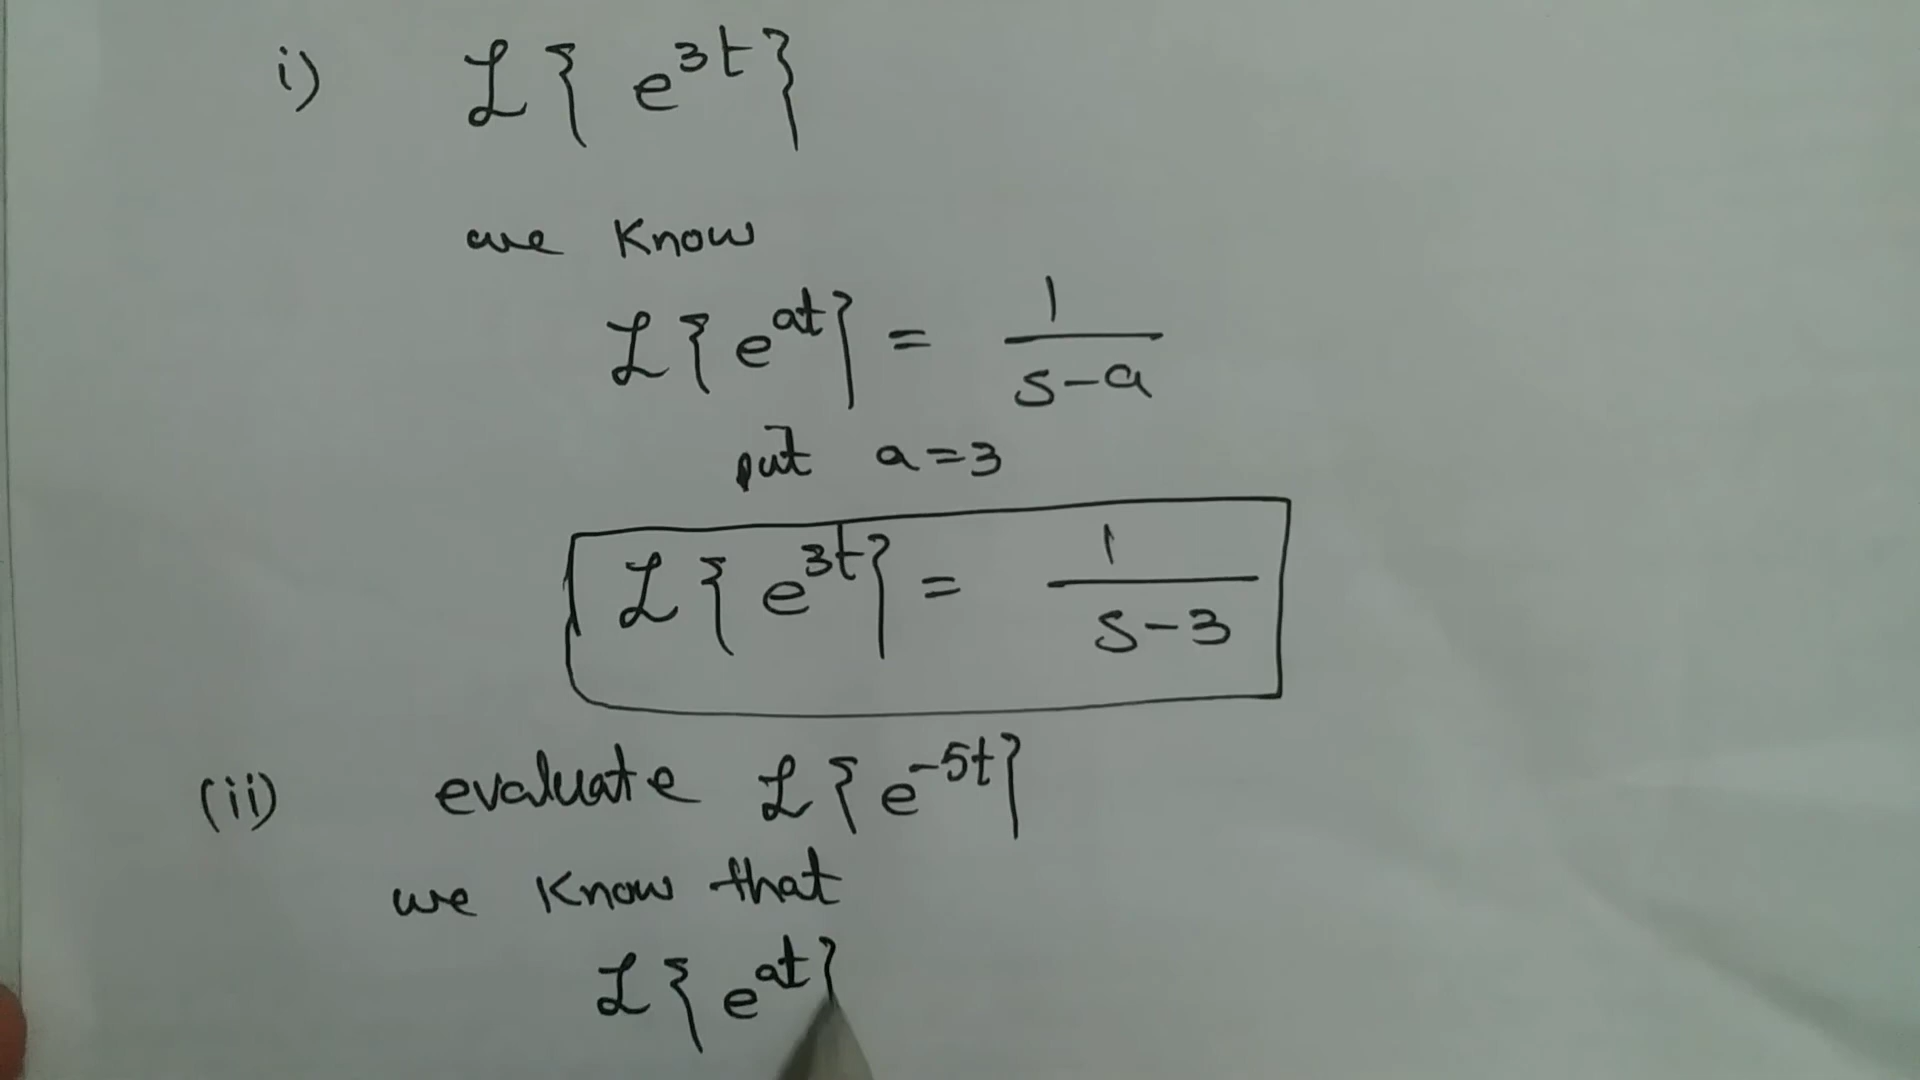 i) ℒ{e^{3t}}
we know
ℒ{e^{at}} = 1/(s-a)
put a=3
ℒ{e^{3t}} = 1/(s-3)
(ii) evaluate ℒ{e^{-5t}}
we know that
ℒ{e^{at}}